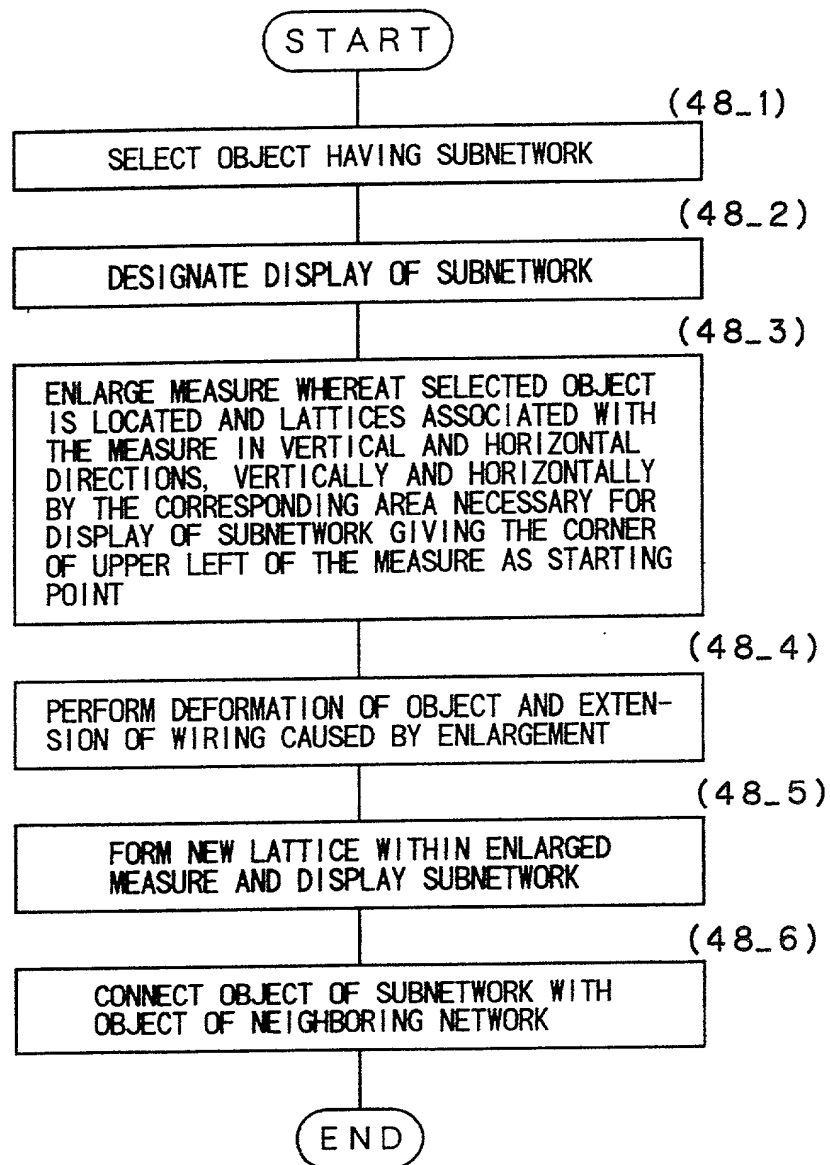 START
(48_1)
SELECT OBJECT HAVING SUBNETWORK
(48_2)
DESIGNATE DISPLAY OF SUBNETWORK
(48_3)
ENLARGE MEASURE WHEREAT SELECTED OBJECT
IS LOCATED AND LATTICES ASSOCIATED WITH
THE MEASURE IN VERTICAL AND HORIZONTAL
DIRECTIONS, VERTICALLY AND HORIZONTALLY
BY THE CORRESPONDING AREA NECESSARY FOR
DISPLAY OF SUBNETWORK GIVING THE CORNER
OF UPPER LEFT OF THE MEASURE AS STARTING
POINT
(48_4)
PERFORM DEFORMATION OF OBJECT AND EXTEN-
SION OF WIRING CAUSED BY ENLARGEMENT
(48_5)
FORM NEW LATTICE WITHIN ENLARGED
MEASURE AND DISPLAY SUBNETWORK
(48_6)
CONNECT OBJECT OF SUBNETWORK WITH
OBJECT OF NEIGHBORING NETWORK
END